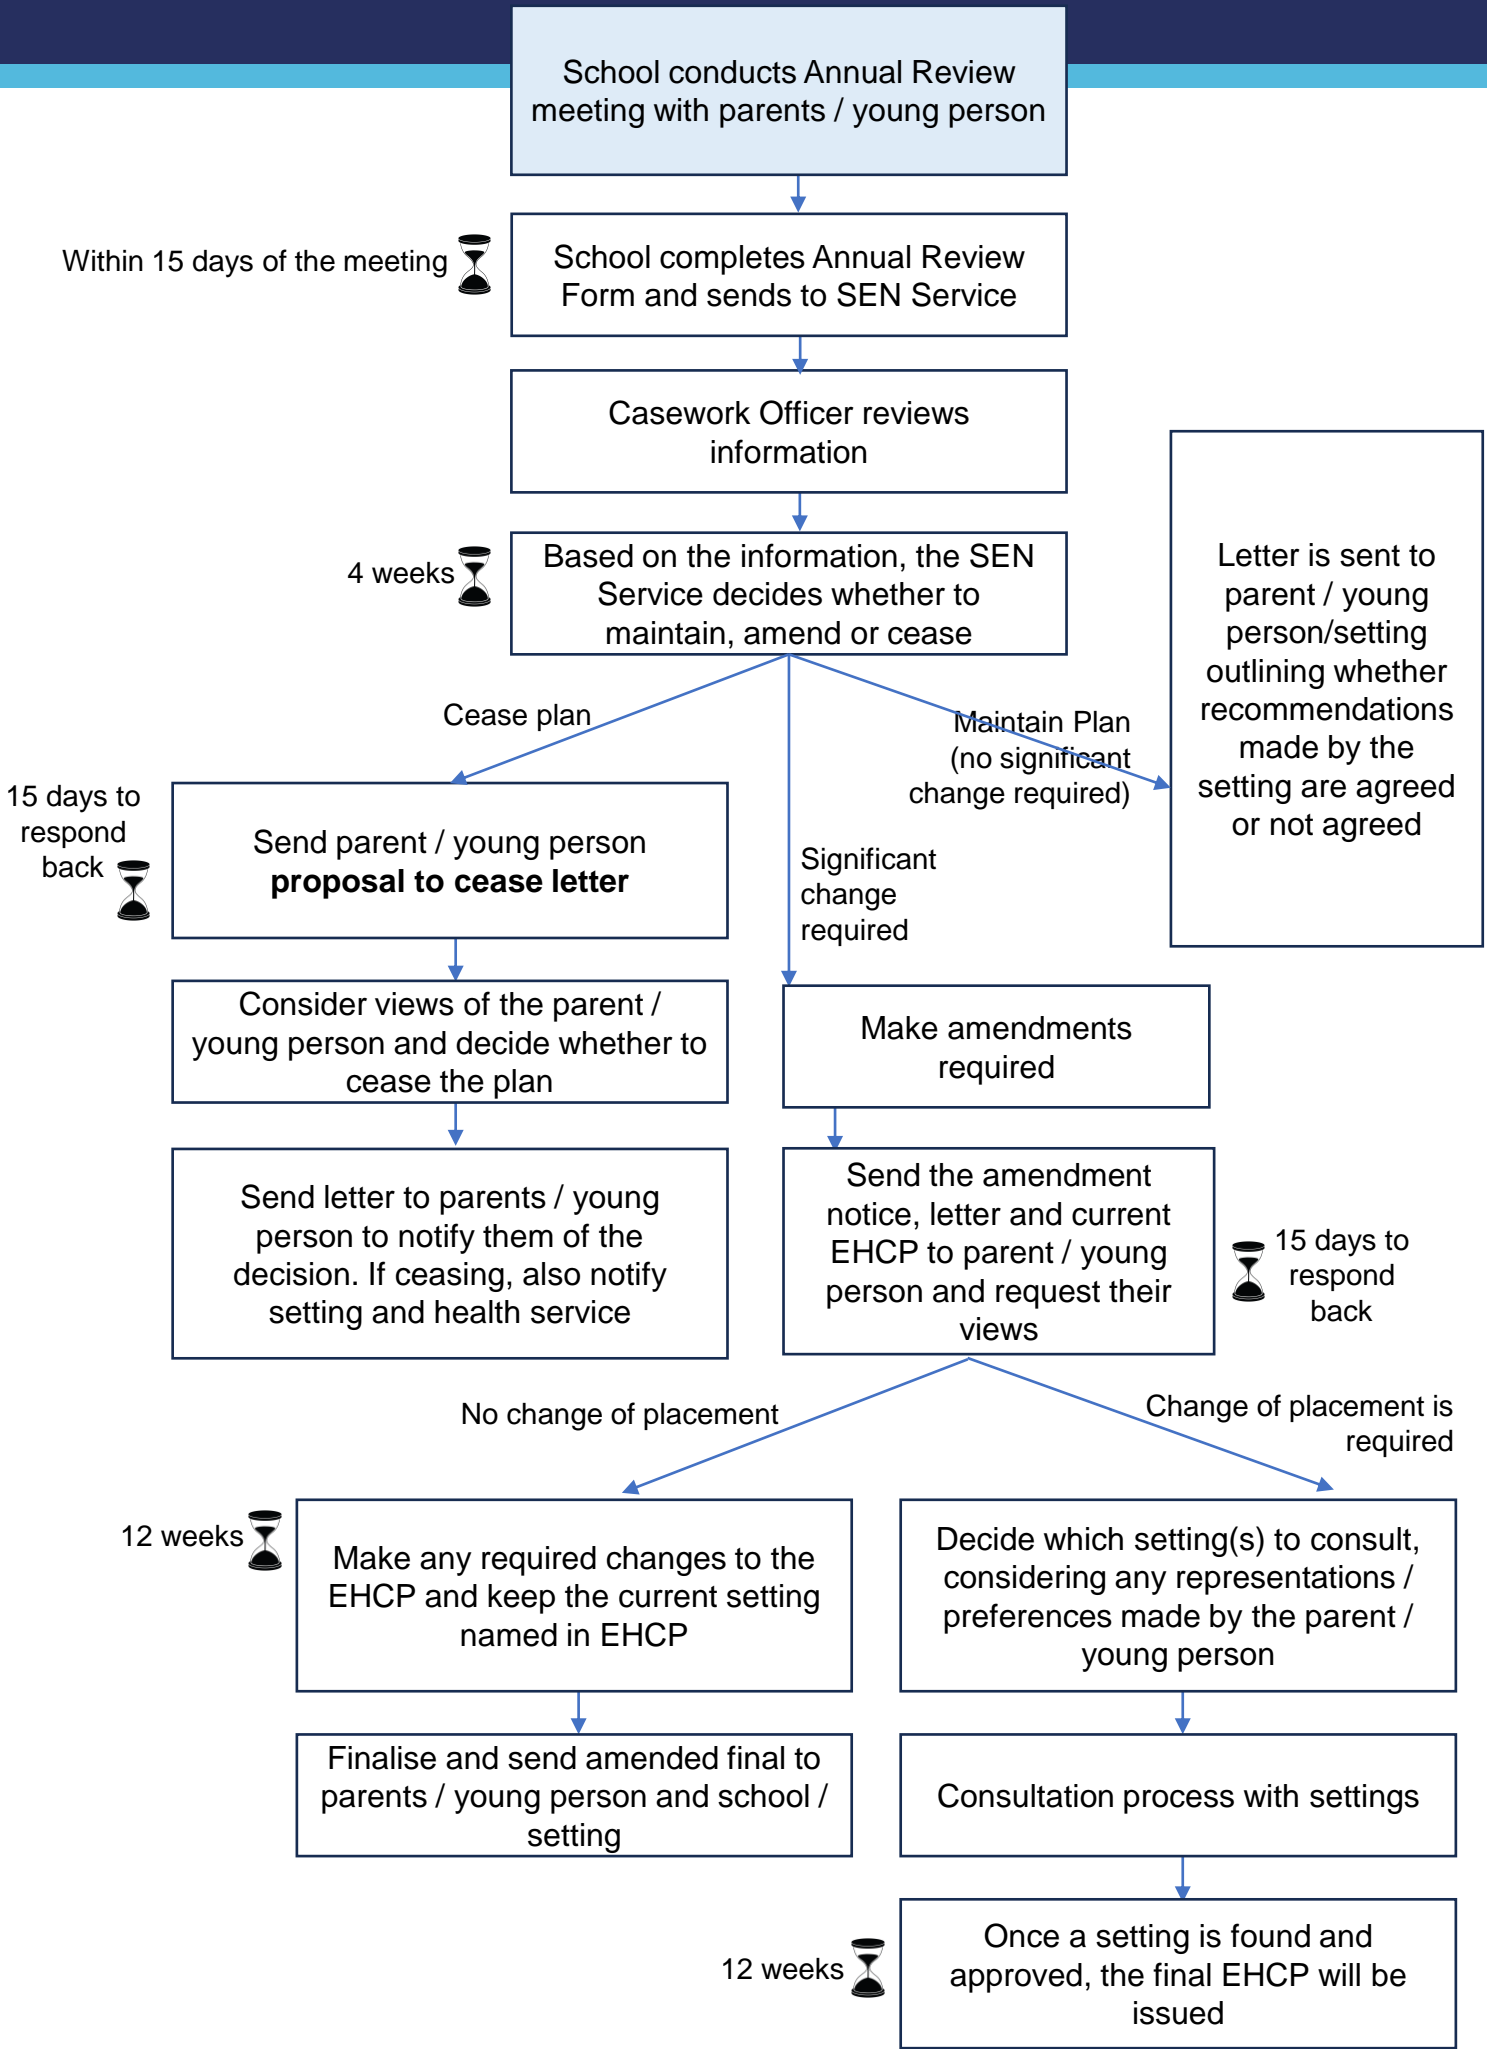 School conducts Annual Review
meeting with parents / young person
Within 15 days of the meeting
School completes Annual Review
Form and sends to SEN Service
Casework Officer reviews
information
4 weeks
Based on the information, the SEN
Service decides whether to
maintain, amend or cease
Letter is sent to
parent / young
person/setting
outlining whether
recommendations
made by the
setting are agreed
or not agreed
Cease plan
Maintain Plan
(no significant
change required)
Significant
change
required
15 days to
respond
back
Send parent / young person
proposal to cease letter
Consider views of the parent /
young person and decide whether to
cease the plan
Send letter to parents / young
person to notify them of the
decision. If ceasing, also notify
setting and health service
Make amendments
required
Send the amendment
notice, letter and current
EHCP to parent / young
person and request their
views
15 days to
respond
back
No change of placement
Change of placement is
required
12 weeks
Make any required changes to the
EHCP and keep the current setting
named in EHCP
Finalise and send amended final to
parents / young person and school /
setting
Decide which setting(s) to consult,
considering any representations /
preferences made by the parent /
young person
Consultation process with settings
12 weeks
Once a setting is found and
approved, the final EHCP will be
issued